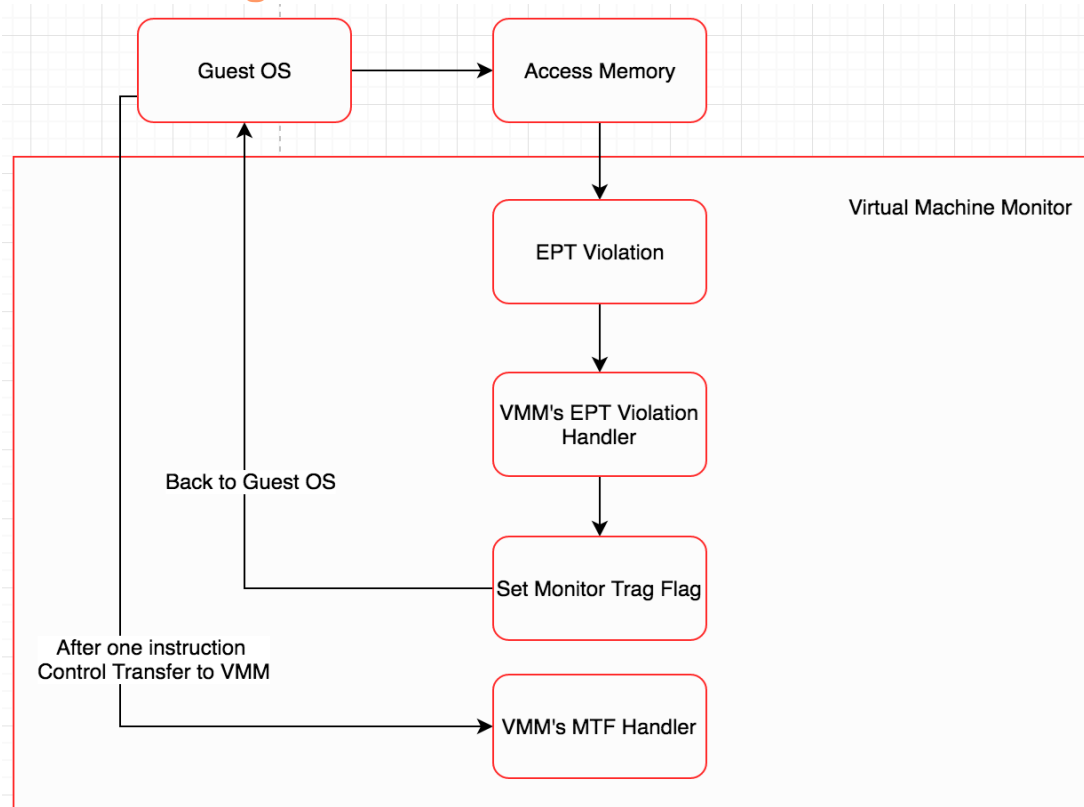 Guest OS
Access Memory
Virtual Machine Monitor
EPT Violation
VMM's EPT Violation
Handler
Back to Guest OS
Set Monitor Trag Flag
After one instruction
Control Transfer to VMM
VMM's MTF Handler